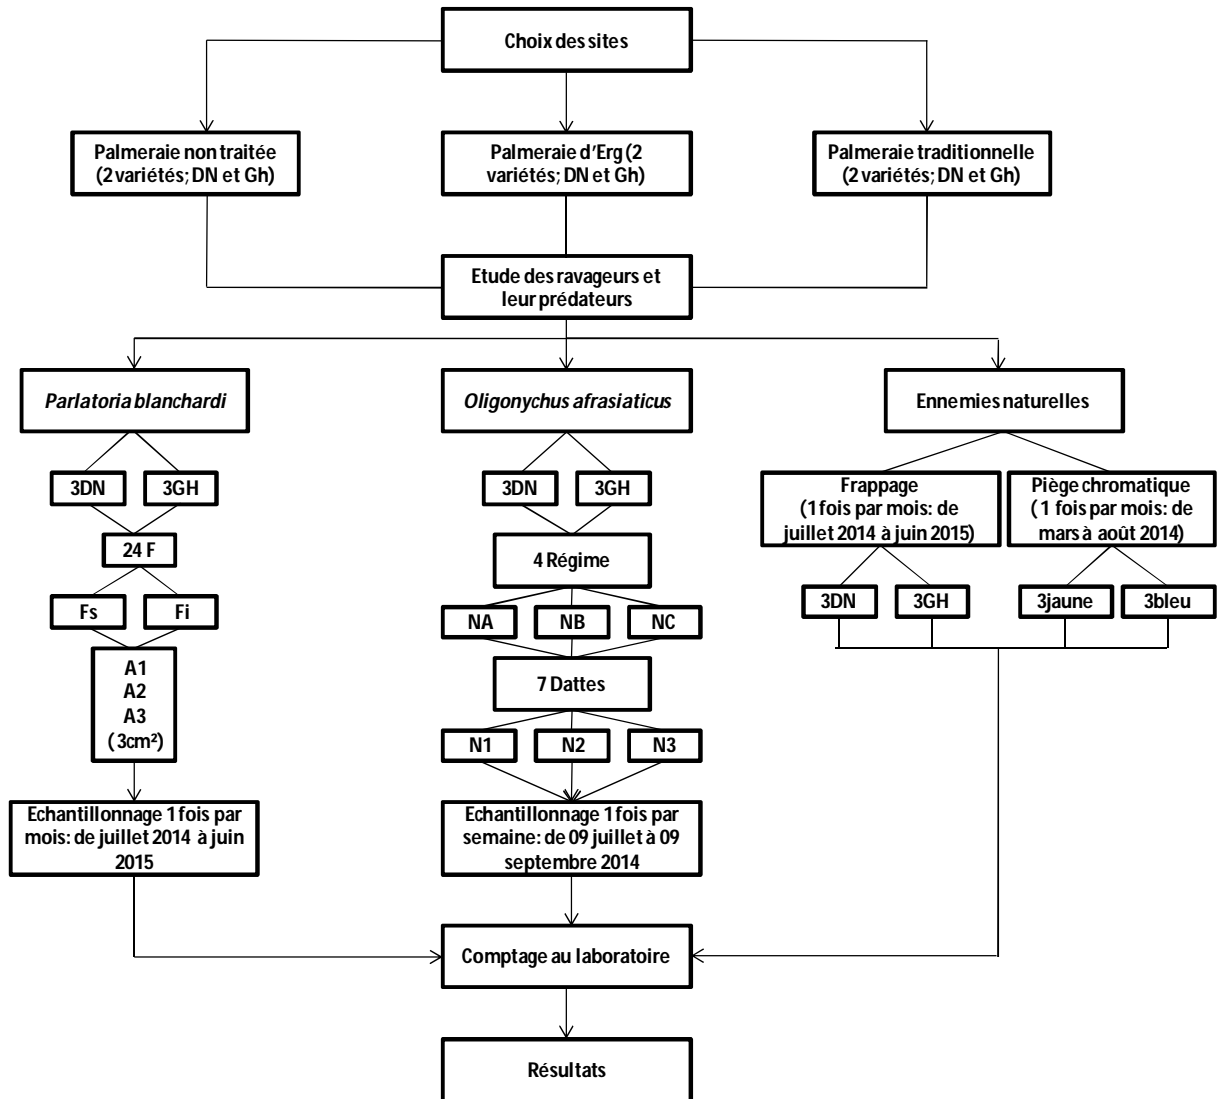 Choix des sites
Palmeraie non traitée
(2 variétés; DN et Gh)
Palmeraie d'Erg (2
variétés; DN et Gh)
Palmeraie traditionnelle
(2 variétés; DN et Gh)
Etude des ravageurs et
leur prédateurs
Parlatoria blanchardi
Oligonychus afrasiaticus
Ennemies naturelles
3DN
3GH
24 F
Fs
Fi
A1
A2
A3
(3cm²)
Echantillonnage 1 fois par
mois: de juillet 2014 à juin
2015
3DN
3GH
4 Régime
NA
NB
NC
7 Dattes
N1
N2
N3
Echantillonnage 1 fois par
semaine: de 09 juillet à 09
septembre 2014
Frappage
(1 fois par mois: de
juillet 2014 à juin 2015)
Piège chromatique
( 1 fois par mois: de
mars à août 2014)
3DN
3GH
3jaune
3bleu
Comptage au laboratoire
Résultats